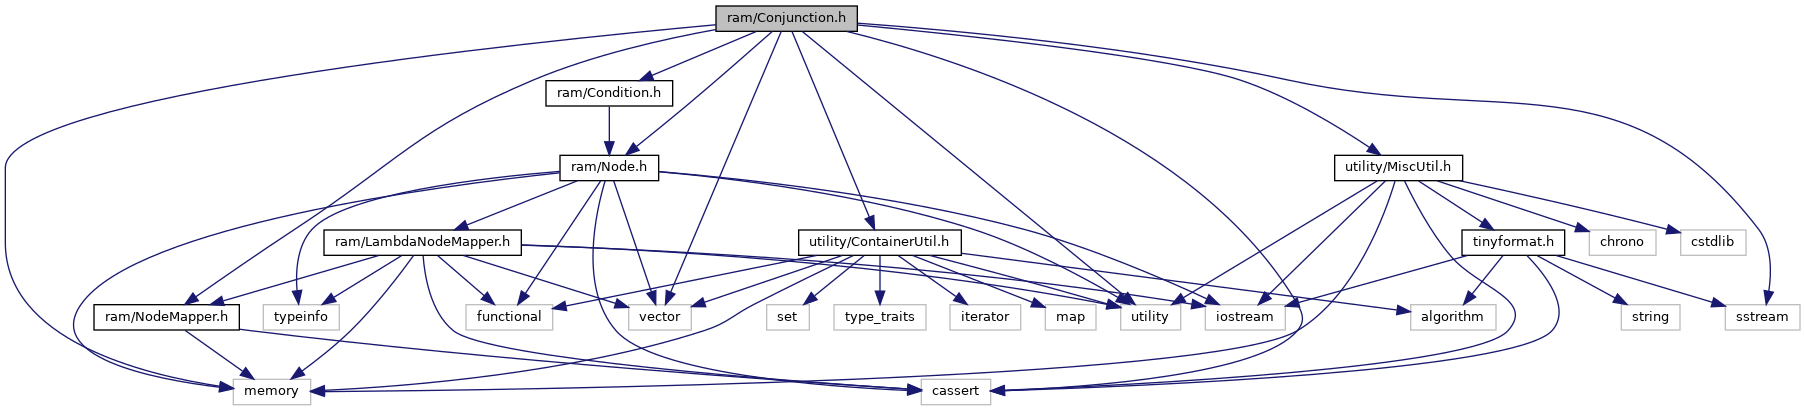 ram/Conjunction.h
ram/Condition.h
ram/Node.h
utility/MiscUtil.h
ram/LambdaNodeMapper.h
utility/ContainerUtil.h
tinyformat.h
chrono
cstdlib
ram/NodeMapper.h
typeinfo
functional
vector
set
type_traits
iterator
map
utility
iostream
algorithm
string
sstream
memory
cassert